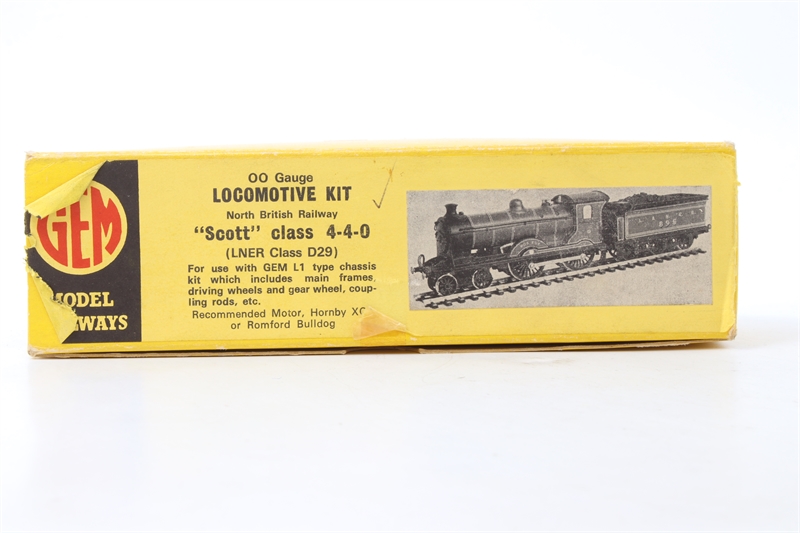 GEM
MODEL
WAYS
OO Gauge
LOCOMOTIVE KIT
North British Railway
"Scott" class 4-4-0
(LNER Class D29)
For use with GEM L1 type chassis
kit which includes main frames,
driving wheels and gear wheel, coup-
ling rods, etc.
Recommended Motor, Hornby XO
or Romford Bulldog